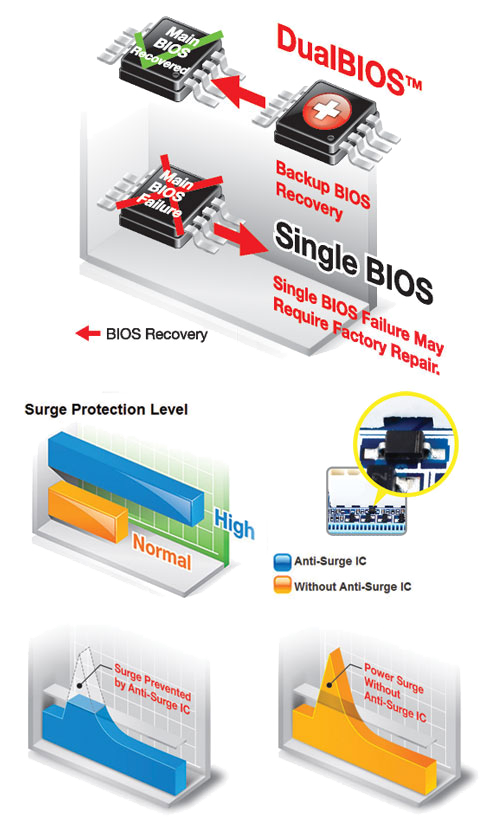 Main
BIOS
Recovered
DualBIOS™
Backup BIOS
Recovery
Main
BIOS
Failure
Single BIOS
Single BIOS Failure May
Require Factory Repair.
BIOS Recovery
Surge Protection Level
High
Normal
Anti-Surge IC
Without Anti-Surge IC
Surge Prevented
by Anti-Surge IC
Power Surge
Without
Anti-Surge IC